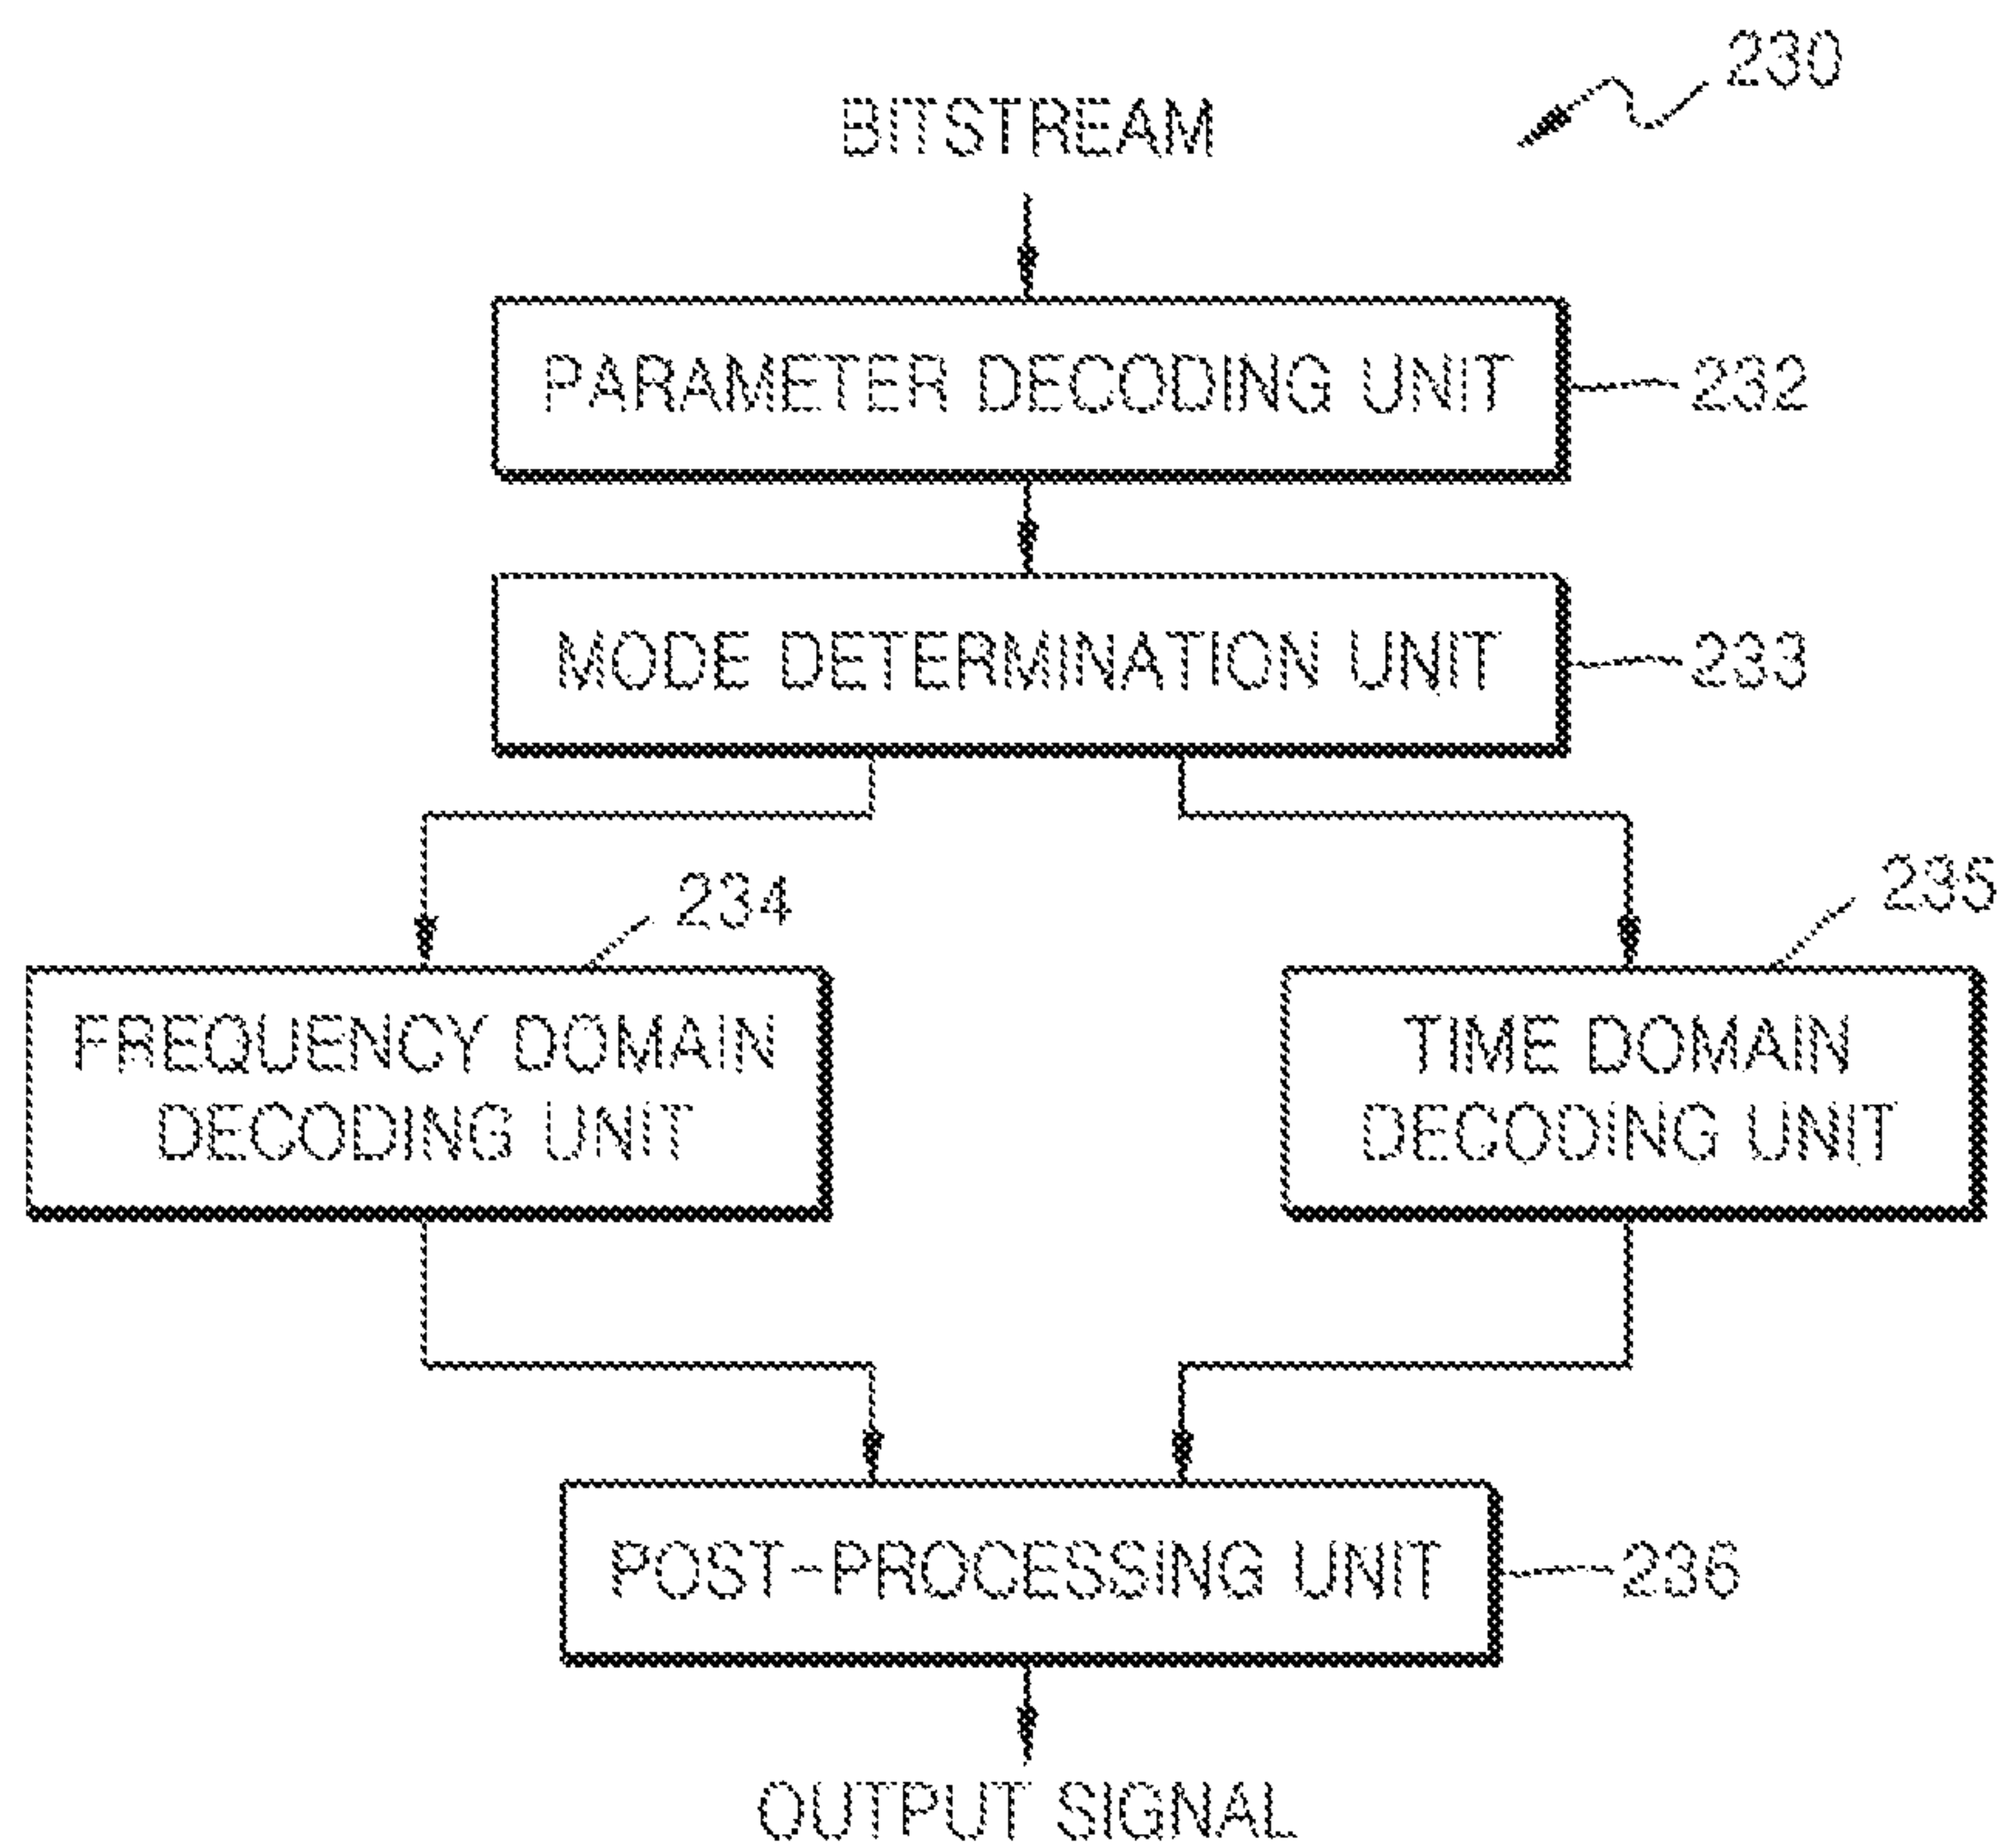 230
BITSTREAM
PARAMETER DECODING UNIT
232
MODE DETERMINATION UNIT
233
234
235
FREQUENCY DOMAIN
DECODING UNIT
TIME DOMAIN
DECODING UNIT
POST-PROCESSING UNIT
236
OUTPUT SIGNAL